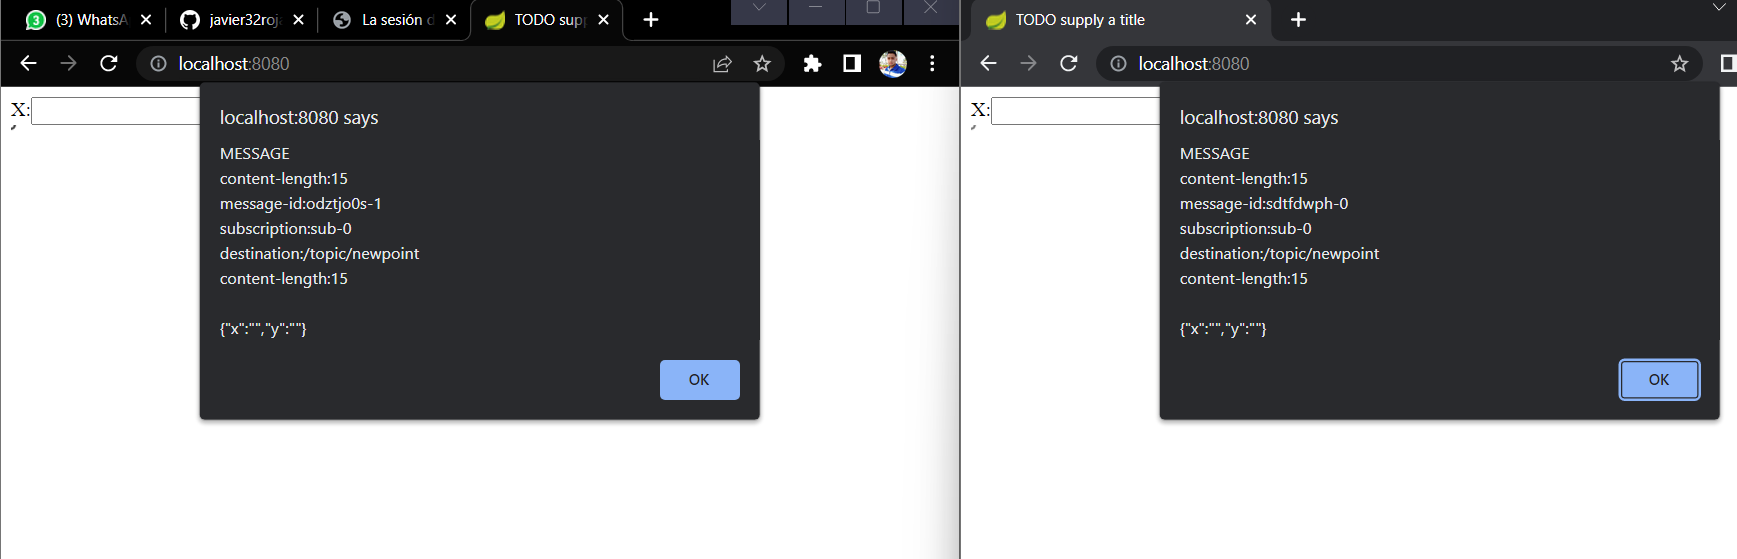 (3) WhatsA
javier32roja
La sesión d
TODO supp
localhost:8080
X:
localhost:8080 says
MESSAGE
content-length:15
message-id:odztjo0s-1
subscription:sub-0
destination:/topic/newpoint
content-length:15
{"x":"","y":""}
OK
TODO supply a title
localhost:8080
X:
localhost:8080 says
MESSAGE
content-length:15
message-id:sdtfdwph-0
subscription:sub-0
destination:/topic/newpoint
content-length:15
{"x":"","y":""}
OK